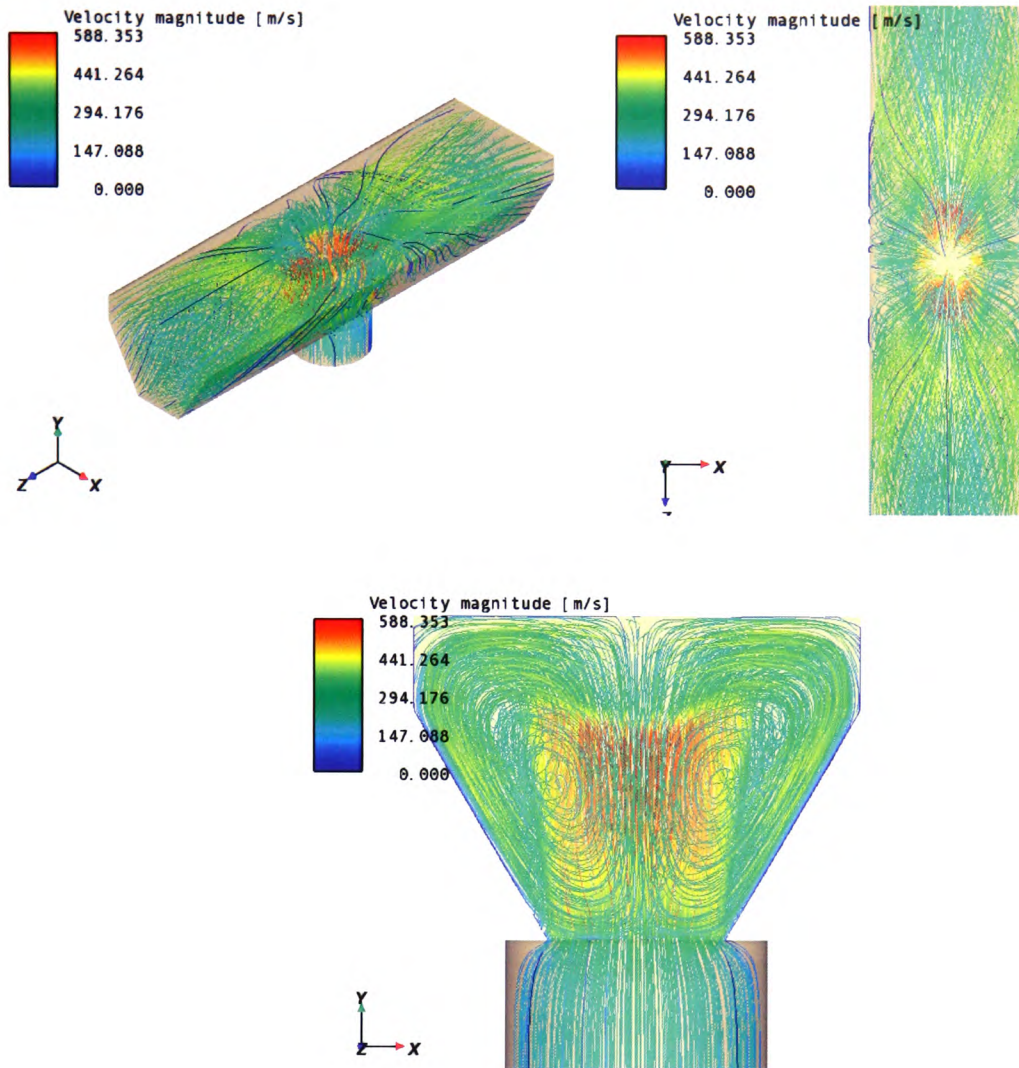 Velocity magnitude [m/s]
588.353
441.264
294.176
147.088
0.000
Y
Z
X
Velocity magnitude [m/s]
588.353
441.264
294.176
147.088
0.000
Y
X
Z
Velocity magnitude [m/s]
588.353
441.264
294.176
147.088
0.000
Y
Z
X